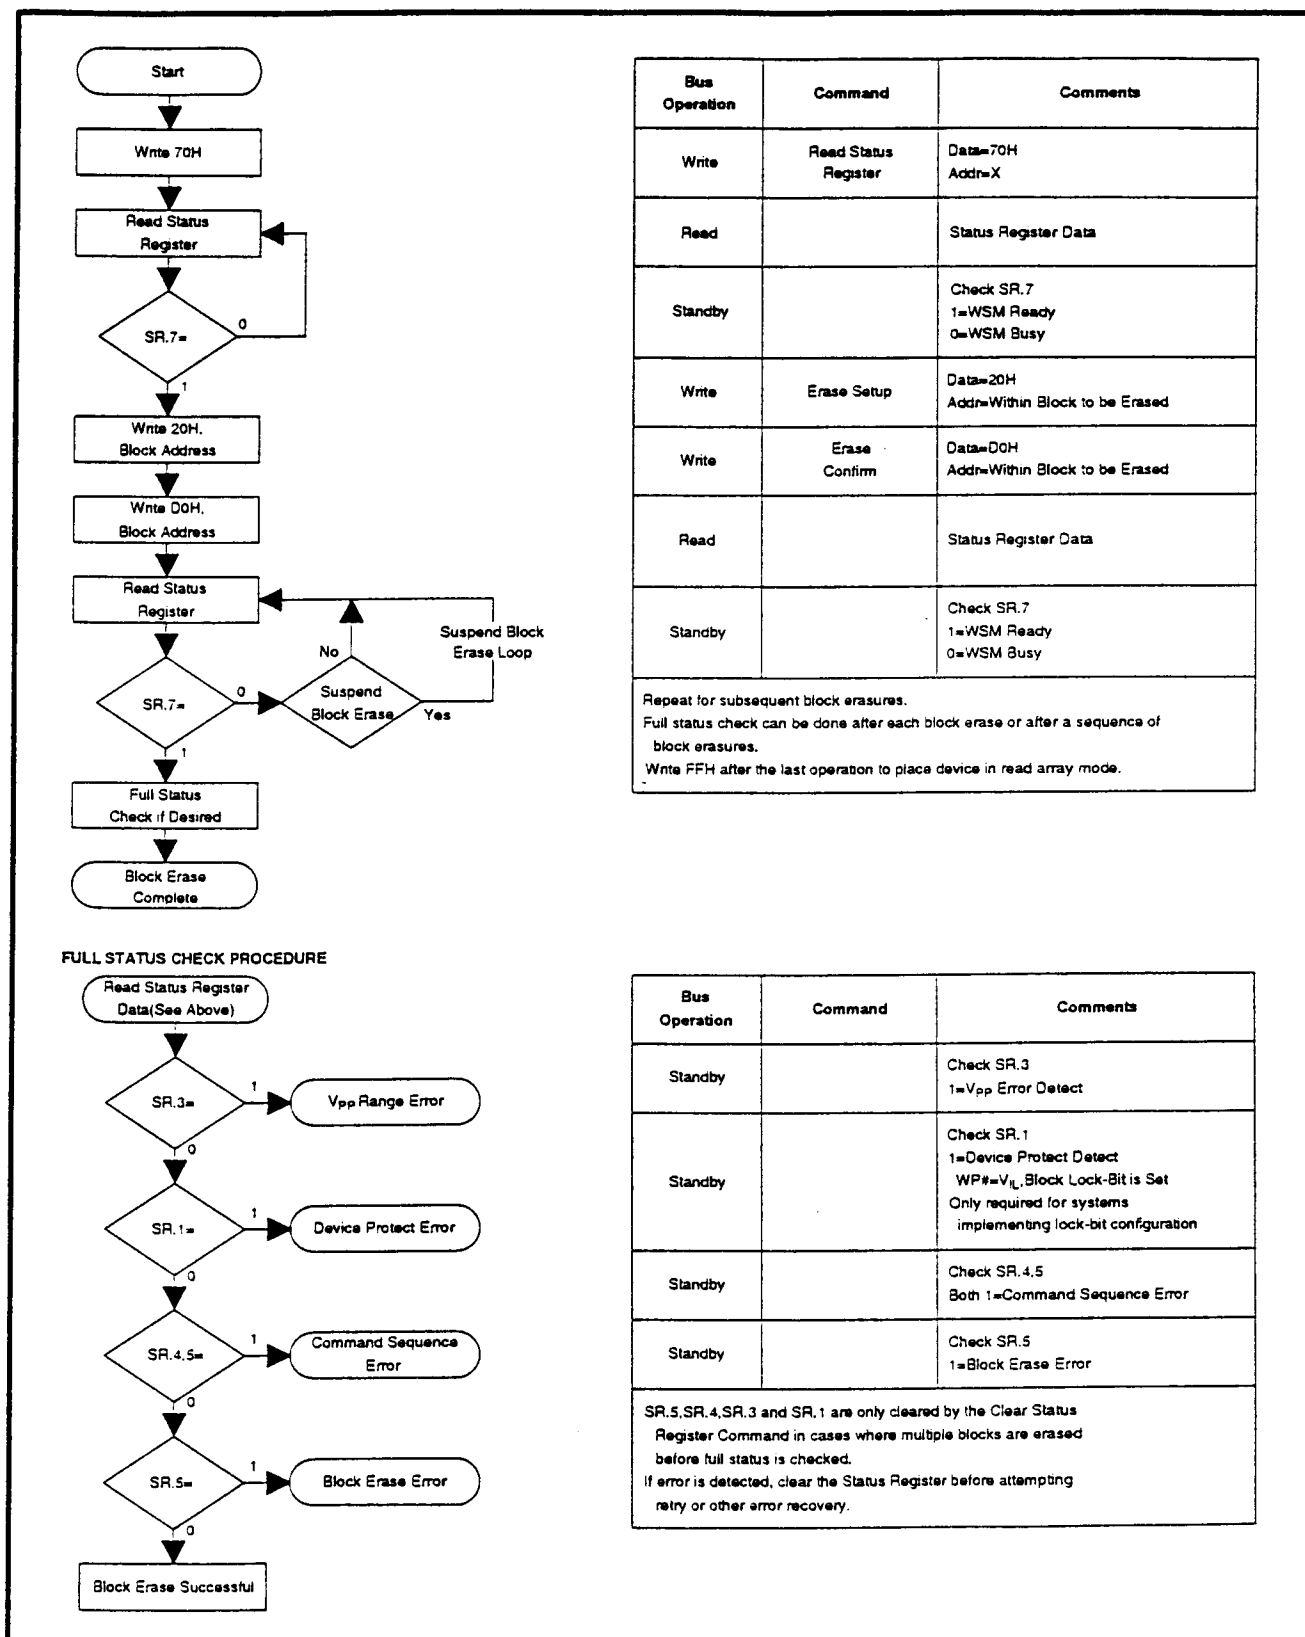 Start
Write 70H
Read Status
Register
SR.7=
0
1
Write 20H,
Block Address
Write D0H,
Block Address
Read Status
Register
Suspend Block
Erase Loop
No
SR.7=
0
Suspend
Block Erase
Yes
1
Full Status
Check if Desired
Block Erase
Complete
Bus
Operation
Command
Comments
Write
Read Status
Register
Data=70H
Addr=X
Read
Status Register Data
Standby
Check SR.7
1=WSM Ready
0=WSM Busy
Write
Erase Setup
Data=20H
Addr=Within Block to be Erased
Write
Erase
Confirm
Data=D0H
Addr=Within Block to be Erased
Read
Status Register Data
Standby
Check SR.7
1=WSM Ready
0=WSM Busy
Repeat for subsequent block erasures.
Full status check can be done after each block erase or after a sequence of
block erasures.
Write FFH after the last operation to place device in read array mode.
FULL STATUS CHECK PROCEDURE
Read Status Register
Data(See Above)
SR.3=
1
VPP Range Error
0
SR.1=
1
Device Protect Error
0
SR.4,5=
1
Command Sequence
Error
0
SR.5=
1
Block Erase Error
0
Block Erase Successful
Bus
Operation
Command
Comments
Standby
Check SR.3
1=VPP Error Detect
Standby
Check SR.1
1=Device Protect Detect
WP#=VIL,Block Lock-Bit is Set
Only required for systems
implementing lock-bit configuration
Standby
Check SR.4,5
Both 1=Command Sequence Error
Standby
Check SR.5
1=Block Erase Error
SR.5,SR.4,SR.3 and SR.1 are only cleared by the Clear Status
Register Command in cases where multiple blocks are erased
before full status is checked.
If error is detected, clear the Status Register before attempting
retry or other error recovery.